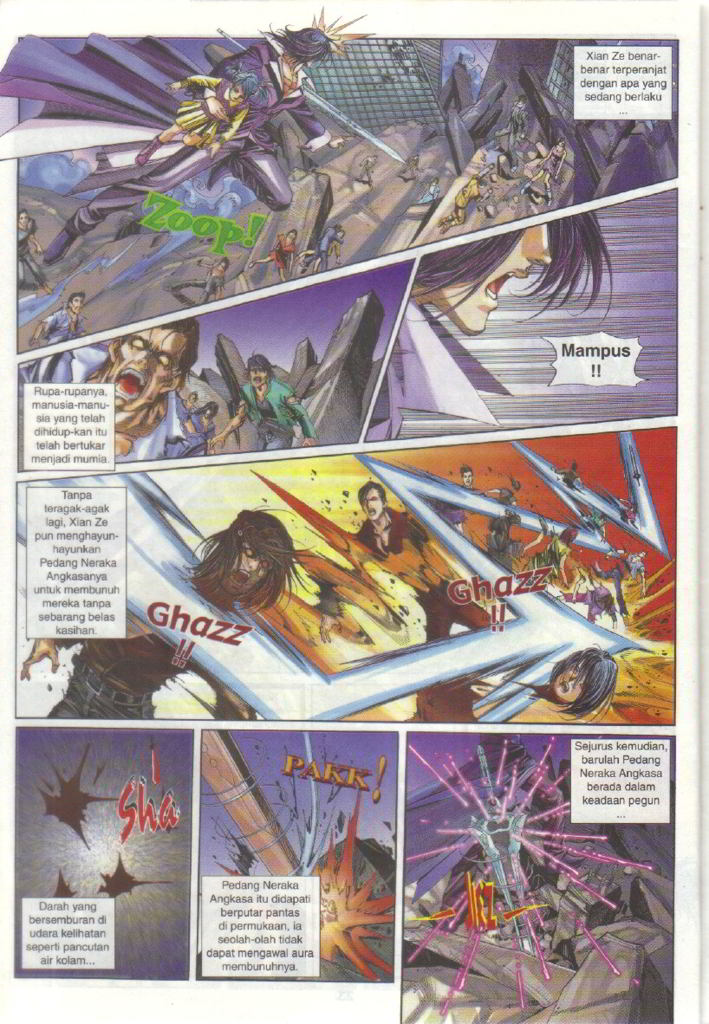 Xian Ze benar-
benar terperanjat
dengan apa yang
sedang berlaku
...
Zoop!
Mampus
!!
Rupa-rupanya,
manusia-manu-
sia yang telah
dihidup-kan itu
telah bertukar
menjadi mumia.
Tanpa
teragak-agak
lagi, Xian Ze
pun menghayun-
hayunkan
Pedang Neraka
Angkasanya
untuk membunuh
mereka tanpa
sebarang belas
kasihan.
Ghazz
!!
Ghazz
!!
Sha
Darah yang
bersemburan di
udara kelihatan
seperti pancutan
air kolam...
PAKK!
Pedang Neraka
Angkasa itu didapati
berputar pantas
di permukaan, ia
seolah-olah tidak
dapat mengawal aura
membunuhnya.
Sejurus kemudian,
barulah Pedang
Neraka Angkasa
berada dalam
keadaan pegun
...